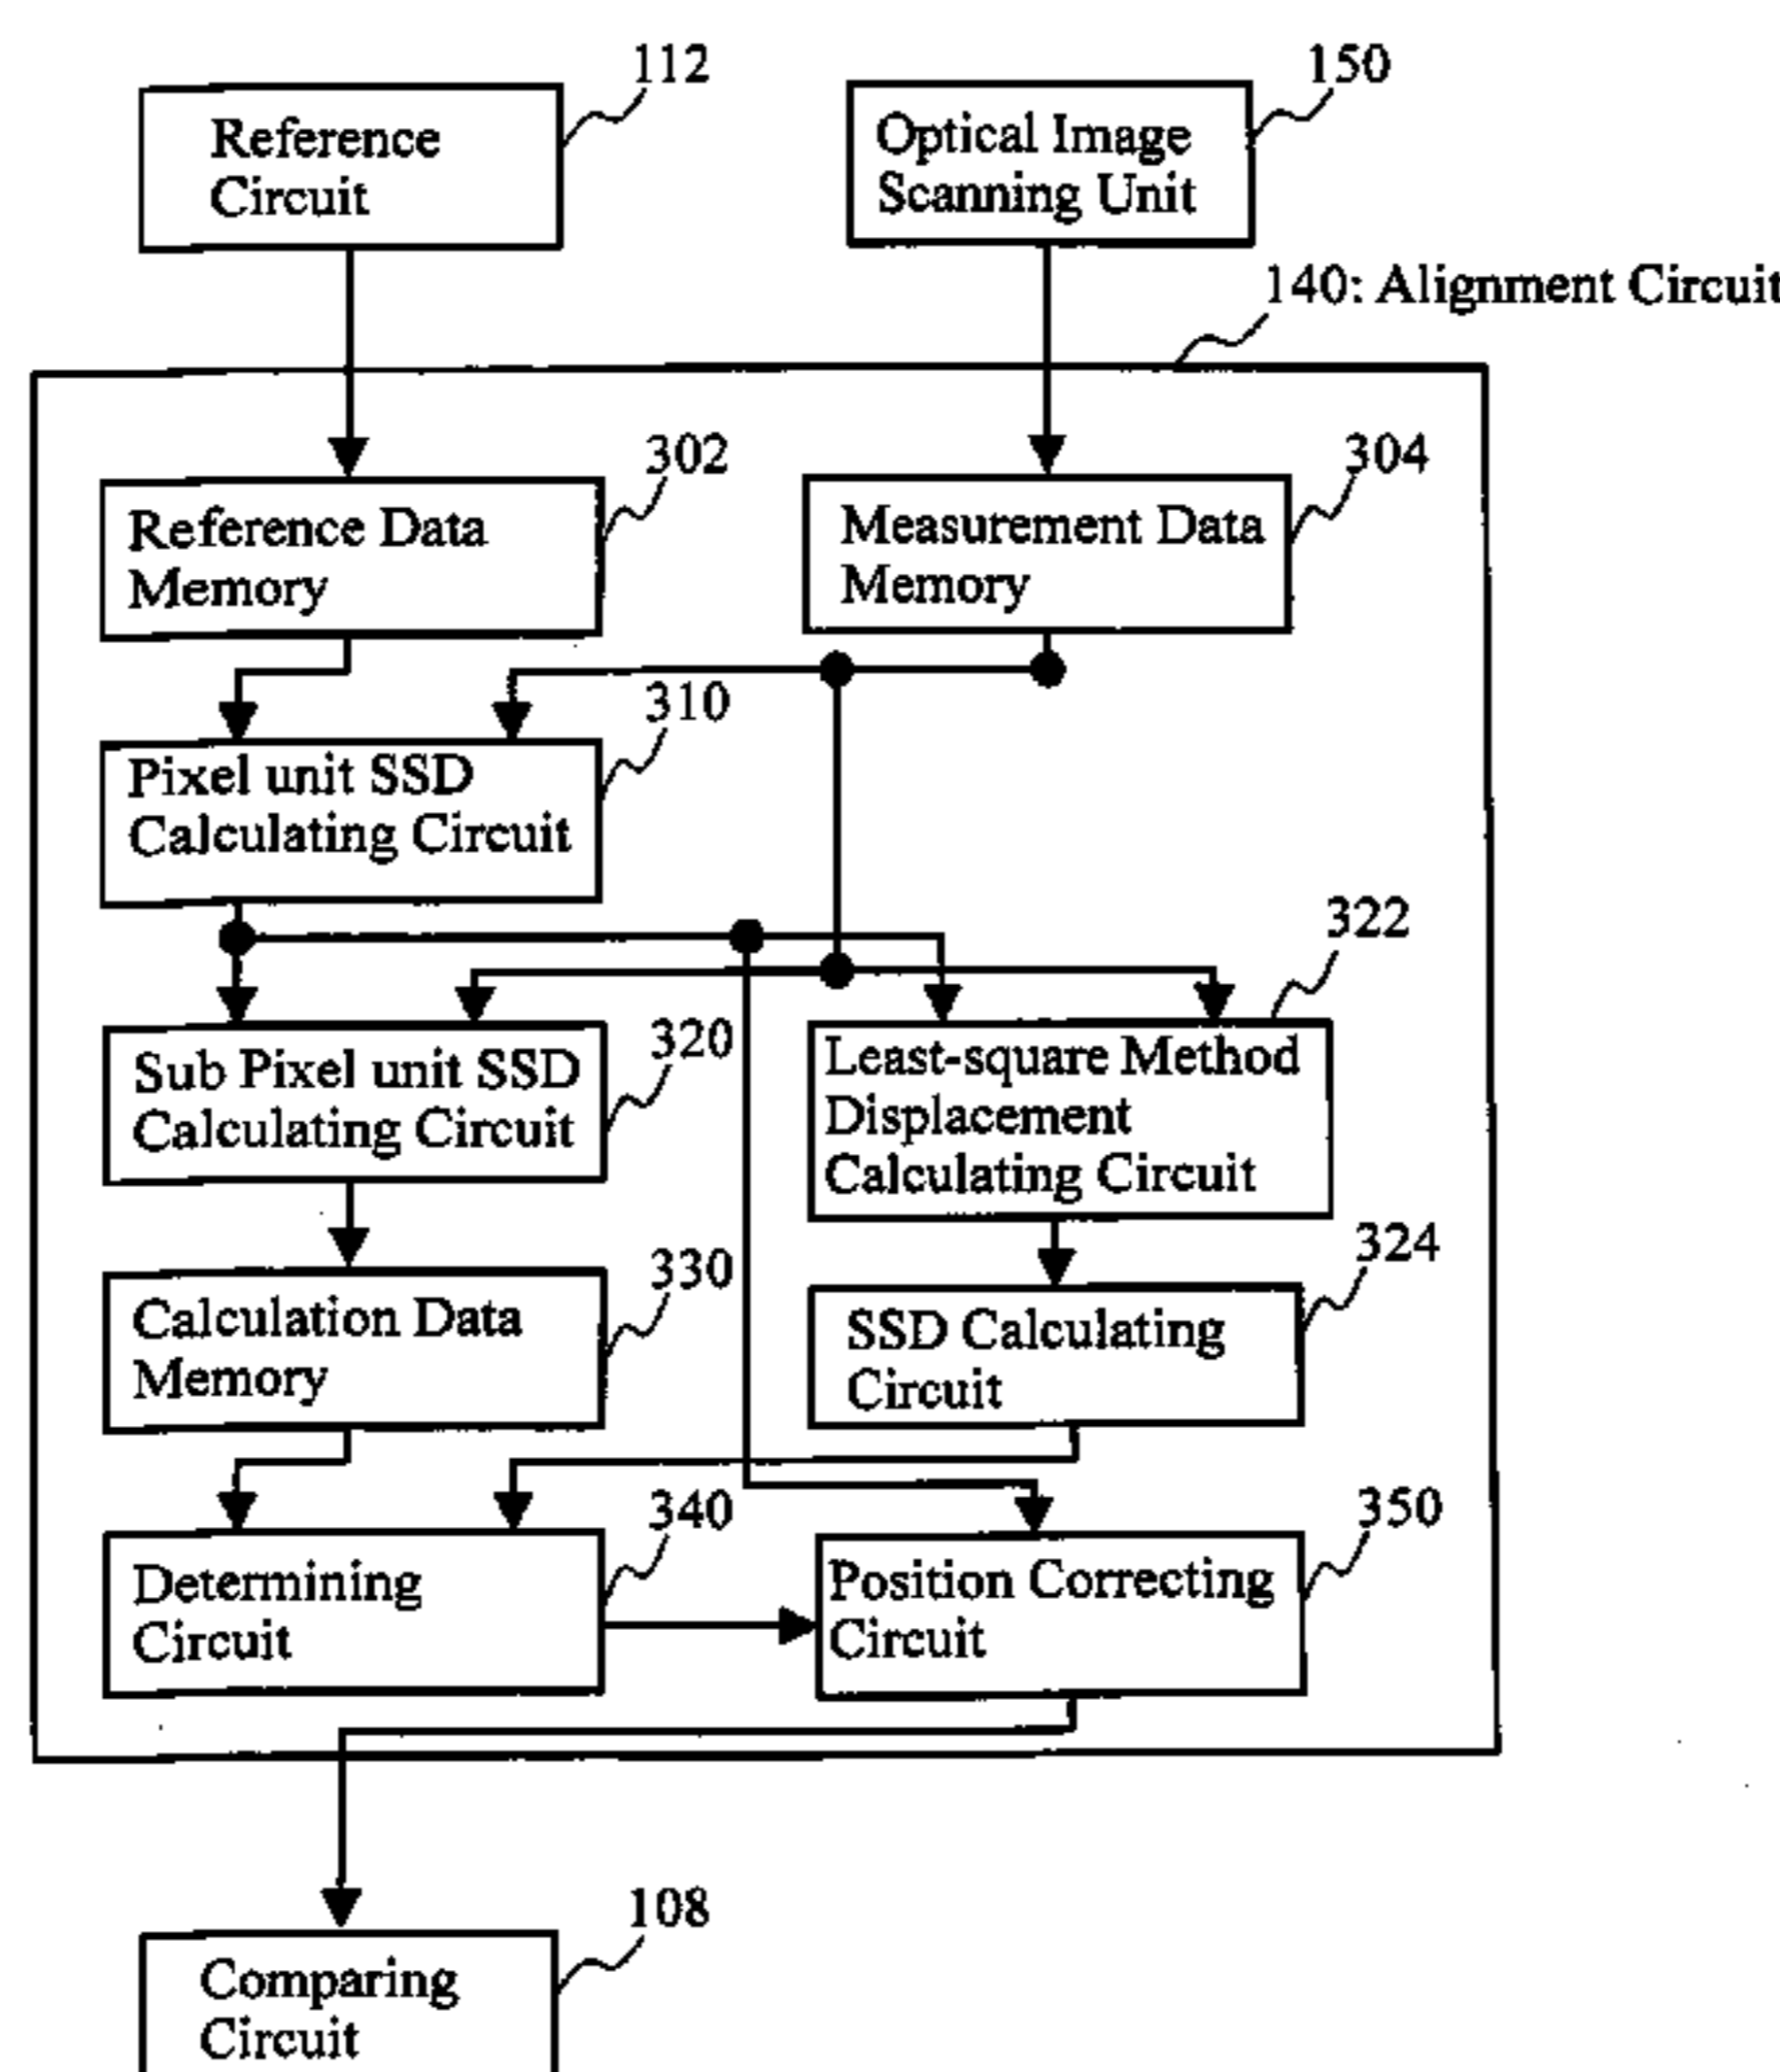 112
Reference
Circuit
150
Optical Image
Scanning Unit
140: Alignment Circuit
302
Reference Data
Memory
304
Measurement Data
Memory
310
Pixel unit SSD
Calculating Circuit
320
Sub Pixel unit SSD
Calculating Circuit
322
Least-square Method
Displacement
Calculating Circuit
330
Calculation Data
Memory
324
SSD Calculating
Circuit
340
Determining
Circuit
350
Position Correcting
Circuit
108
Comparing
Circuit